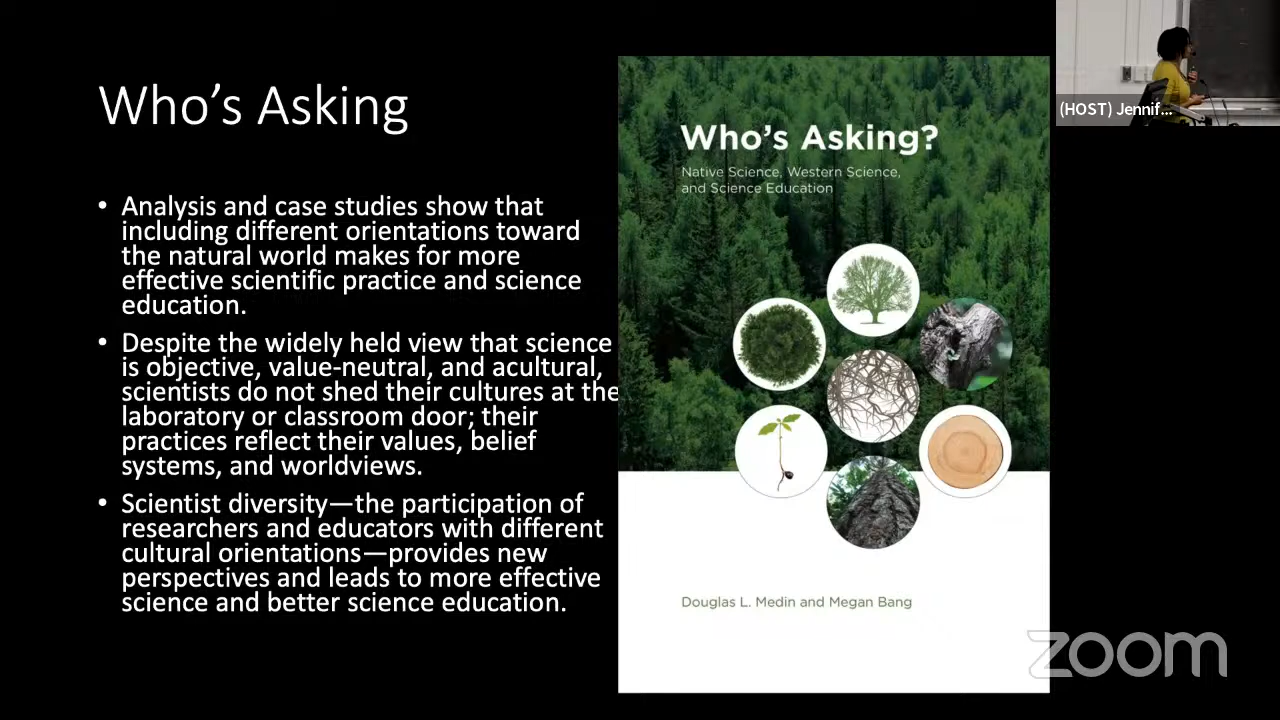 Who's Asking
• Analysis and case studies show that
including different orientations toward
the natural world makes for more
effective scientific practice and science
education.
• Despite the widely held view that science
is objective, value-neutral, and acultural,
scientists do not shed their cultures at the
laboratory or classroom door; their
practices reflect their values, belief
systems, and worldviews.
• Scientist diversity—the participation of
researchers and educators with different
cultural orientations—provides new
perspectives and leads to more effective
science and better science education.
Who's Asking?
Native Science, Western Science,
and Science Education
Douglas L. Medin and Megan Bang
(HOST) Jennif...
zoom